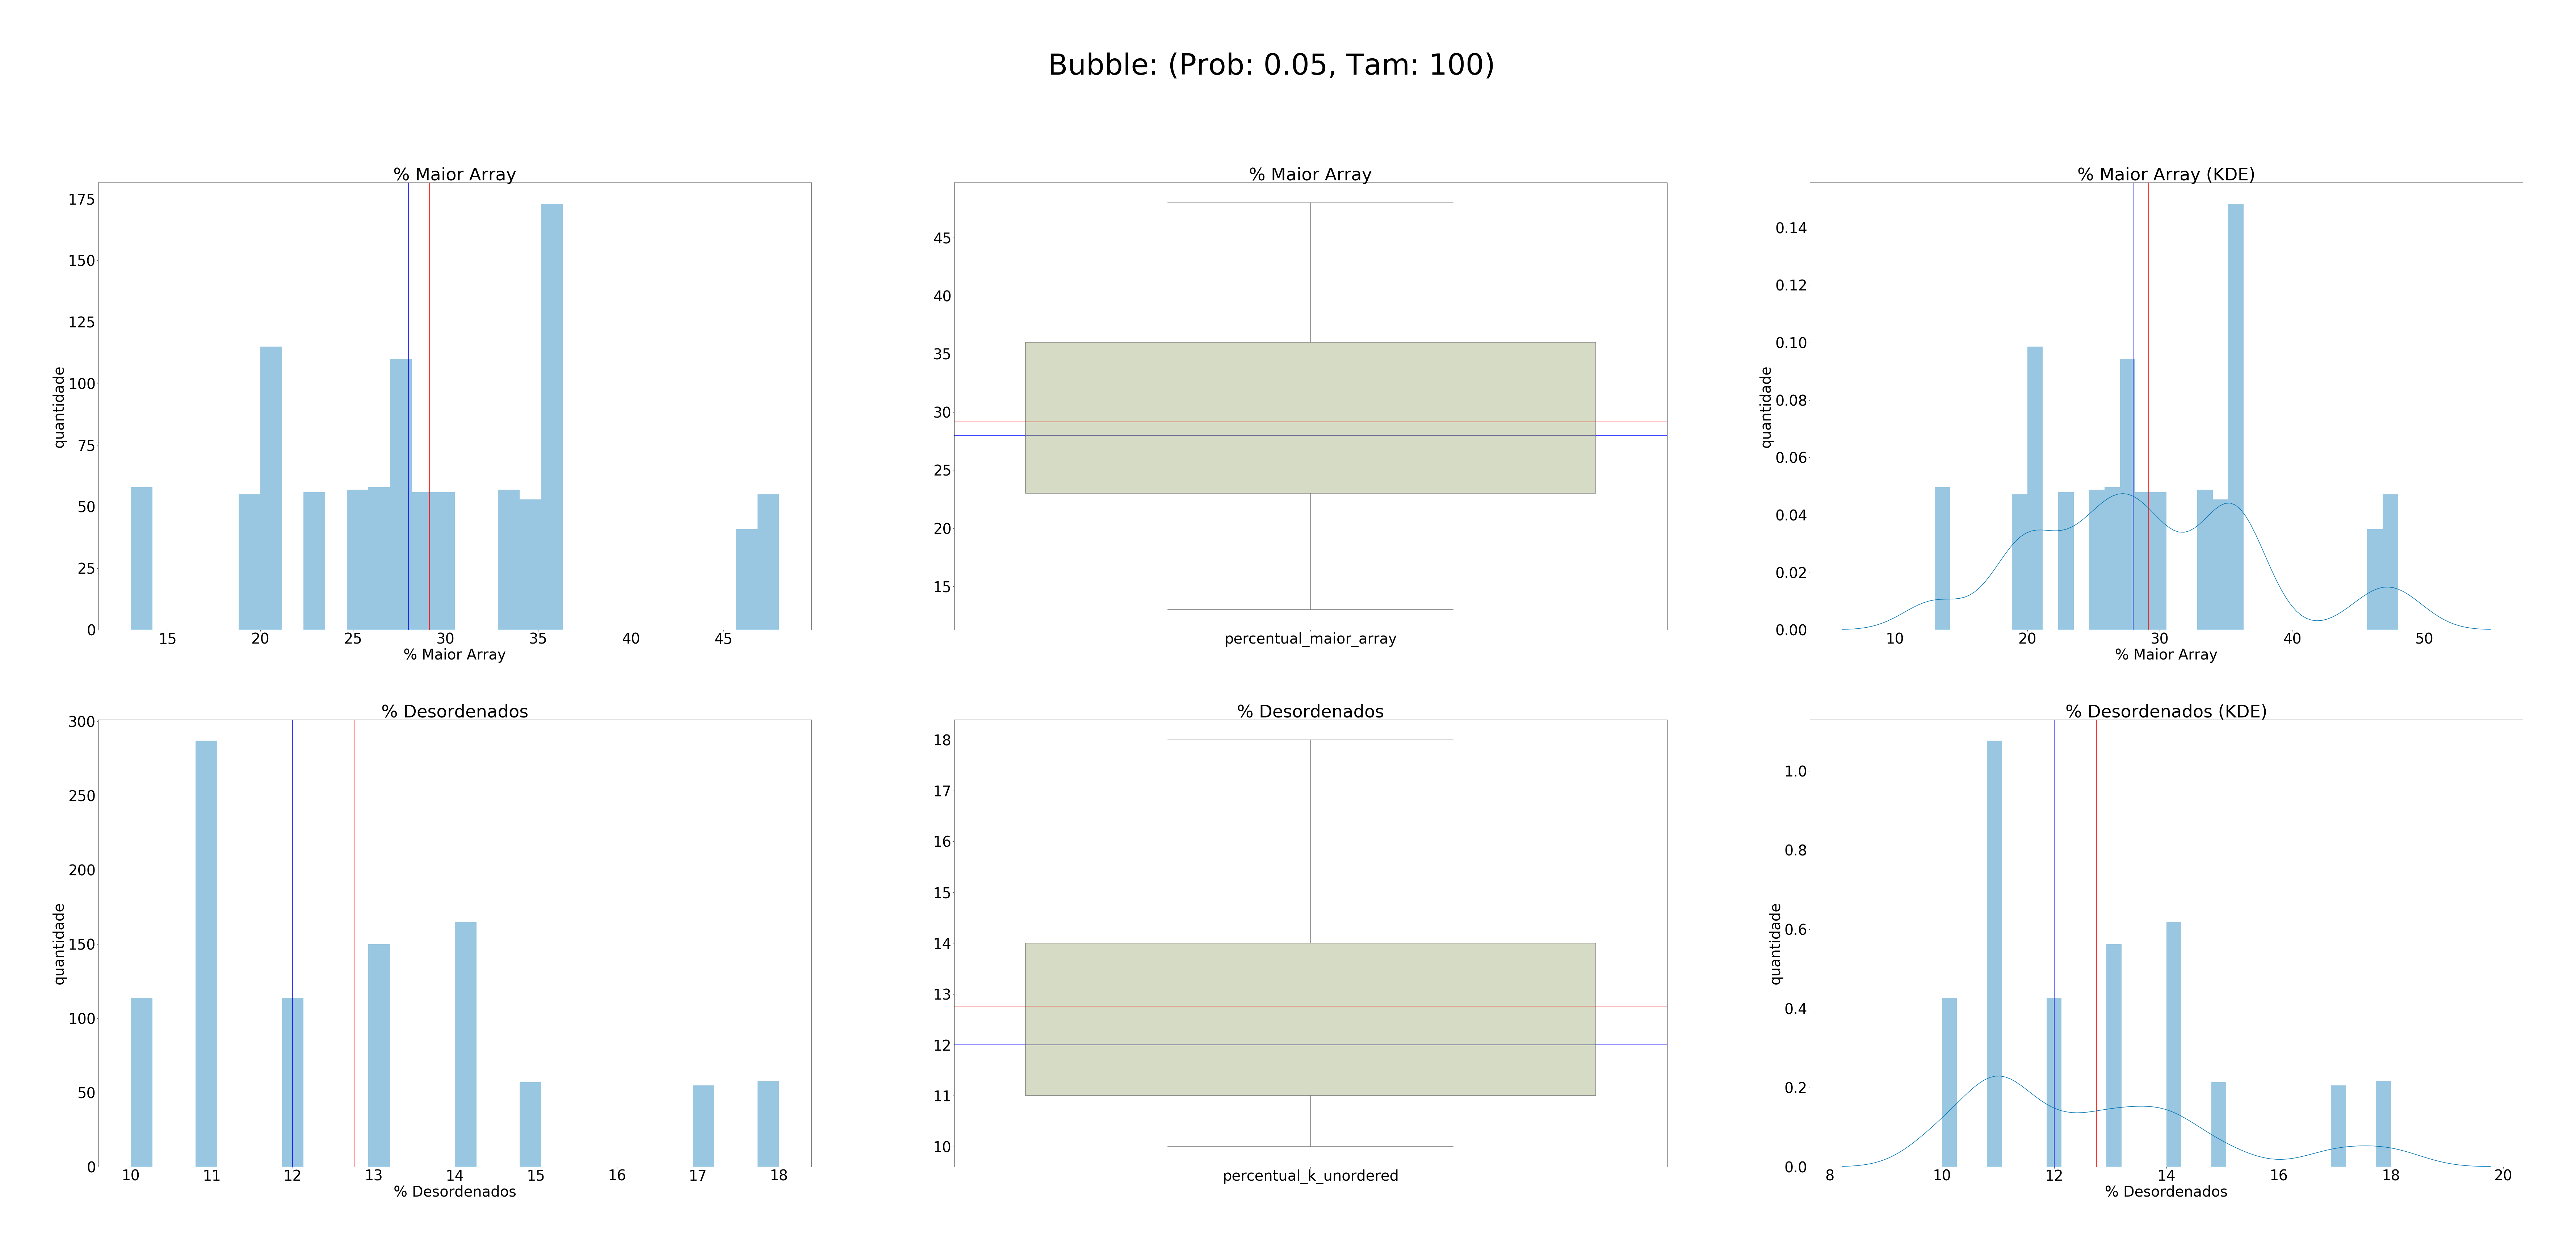 Bubble: (Prob: 0.05, Tam: 100)
% Maior Array
quantidade
175
150
125
100
75
50
25
0
15 20 25 30 35 40 45
% Maior Array
% Maior Array
45
40
35
30
25
20
15
percentual_maior_array
% Maior Array (KDE)
quantidade
0.14
0.12
0.10
0.08
0.06
0.04
0.02
0.00
10 20 30 40 50
% Maior Array
% Desordenados
quantidade
300
250
200
150
100
50
0
10 11 12 13 14 15 16 17 18
% Desordenados
% Desordenados
18
17
16
15
14
13
12
11
10
percentual_k_unordered
% Desordenados (KDE)
quantidade
1.0
0.8
0.6
0.4
0.2
0.0
8 10 12 14 16 18 20
% Desordenados